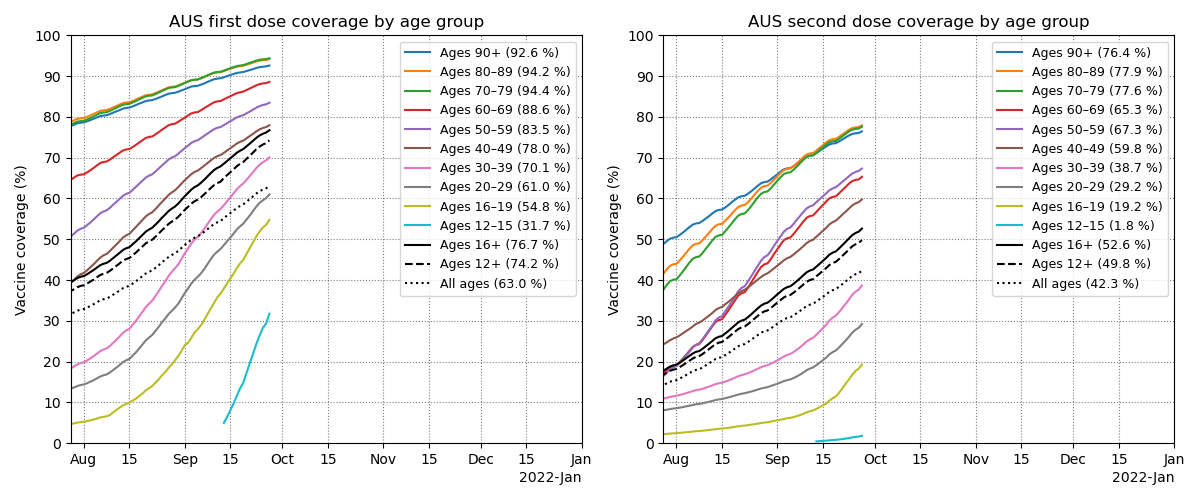 AUS first dose coverage by age group
Vaccine coverage (%)
100
90
80
70
60
50
40
30
20
10
0
Ages 90+ (92.6 %)
Ages 80–89 (94.2 %)
Ages 70–79 (94.4 %)
Ages 60–69 (88.6 %)
Ages 50–59 (83.5 %)
Ages 40–49 (78.0 %)
Ages 30–39 (70.1 %)
Ages 20–29 (61.0 %)
Ages 16–19 (54.8 %)
Ages 12–15 (31.7 %)
Ages 16+ (76.7 %)
Ages 12+ (74.2 %)
All ages (63.0 %)
Aug 15 Sep 15 Oct 15 Nov 15 Dec 15 Jan
2022-Jan
AUS second dose coverage by age group
Vaccine coverage (%)
100
90
80
70
60
50
40
30
20
10
0
Ages 90+ (76.4 %)
Ages 80–89 (77.9 %)
Ages 70–79 (77.6 %)
Ages 60–69 (65.3 %)
Ages 50–59 (67.3 %)
Ages 40–49 (59.8 %)
Ages 30–39 (38.7 %)
Ages 20–29 (29.2 %)
Ages 16–19 (19.2 %)
Ages 12–15 (1.8 %)
Ages 16+ (52.6 %)
Ages 12+ (49.8 %)
All ages (42.3 %)
Aug 15 Sep 15 Oct 15 Nov 15 Dec 15 Jan
2022-Jan